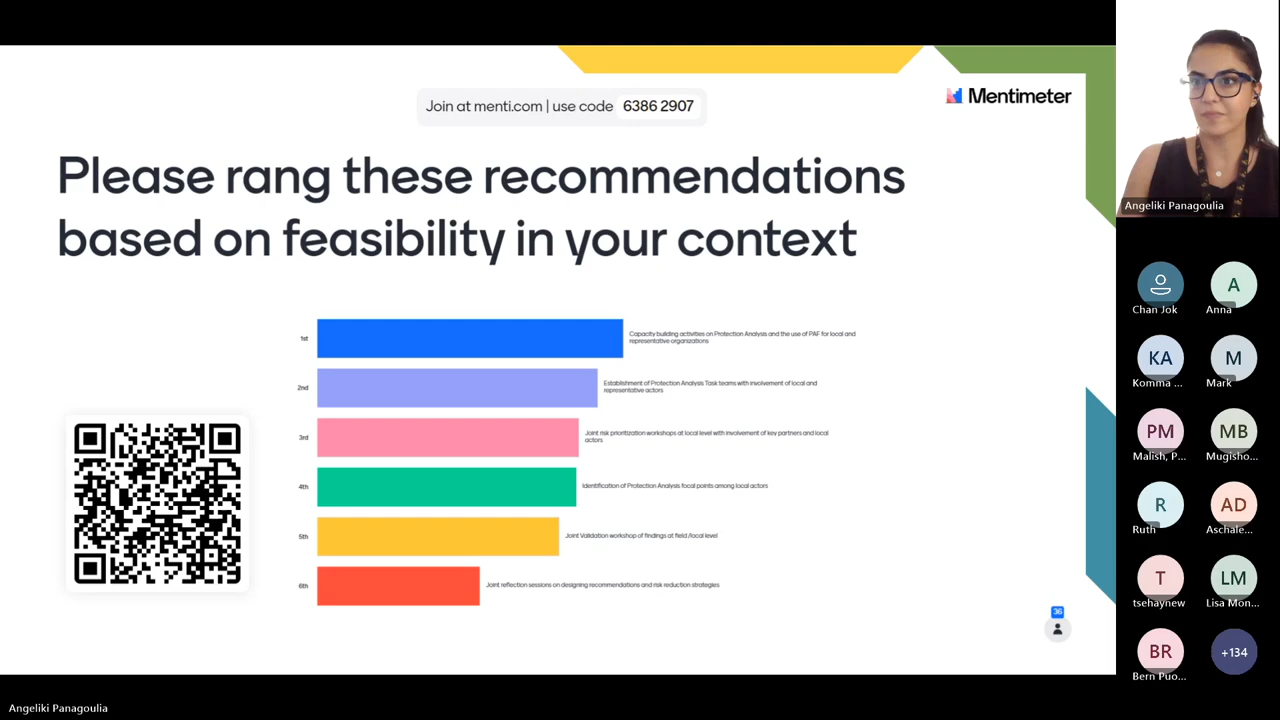 Join at menti.com | use code 6386 2907
Mentimeter
Please rang these recommendations
based on feasibility in your context
1st
Capacity building activities on Protection Analysis and the use of PAF for local and
representative organizations
2nd
Establishment of Protection Analysis Task teams with involvement of local and
representative actors
3rd
Joint risk prioritization workshops at local level with involvement of key partners and local
actors
4th
Identification of Protection Analysis focal points among local actors
5th
Joint Validation workshop of findings at field /local level
6th
Joint reflection sessions on designing recommendations and risk reduction strategies
36
Angeliki Panagoulia
Chan Jok
A
Anna
KA
Komma ...
M
Mark
PM
Malish, P...
MB
Mugisho...
R
Ruth
AD
Aschale...
T
tsehaynew
LM
Lisa Mon...
BR
Bern Puo...
+134
Angeliki Panagoulia